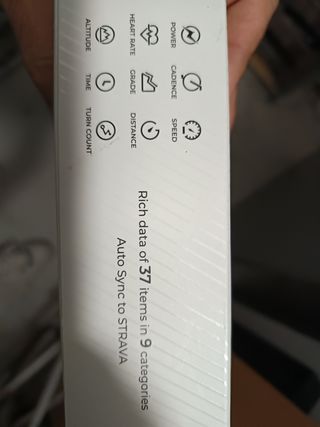 POWER
CADENCE
SPEED
HEART RATE
GRADE
DISTANCE
ALTITUDE
TIME
TURN COUNT
Rich data of 37 items in 9 categories
Auto Sync to STRAVA